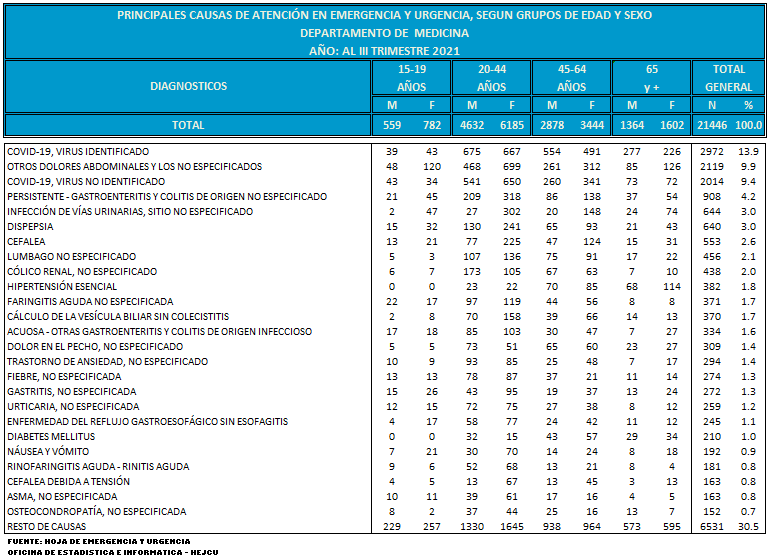 PRINCIPALES CAUSAS DE ATENCIÓN EN EMERGENCIA Y URGENCIA, SEGUN GRUPOS DE EDAD Y SEXO
DEPARTAMENTO DE MEDICINA
AÑO: AL III TRIMESTRE 2021
DIAGNOSTICOS 15-19 AÑOS 20-44 AÑOS 45-64 AÑOS 65 y + TOTAL GENERAL
M F M F M F M F N %
TOTAL 559 782 4632 6185 2878 3444 1364 1602 21446 100.0
COVID-19, VIRUS IDENTIFICADO 39 43 675 667 554 491 277 226 2972 13.9
OTROS DOLORES ABDOMINALES Y LOS NO ESPECIFICADOS 48 120 468 699 261 312 85 126 2119 9.9
COVID-19, VIRUS NO IDENTIFICADO 43 34 541 650 260 341 73 72 2014 9.4
PERSISTENTE - GASTROENTERITIS Y COLITIS DE ORIGEN NO ESPECIFICADO 21 45 209 318 86 138 37 54 908 4.2
INFECCIÓN DE VÍAS URINARIAS, SITIO NO ESPECIFICADO 2 47 27 302 20 148 24 74 644 3.0
DISPEPSIA 15 32 130 241 65 93 21 43 640 3.0
CEFALEA 13 21 77 225 47 124 15 31 553 2.6
LUMBAGO NO ESPECIFICADO 5 3 107 136 75 91 17 22 456 2.1
CÓLICO RENAL, NO ESPECIFICADO 6 7 173 105 67 63 7 10 438 2.0
HIPERTENSIÓN ESENCIAL 0 0 23 22 70 85 68 114 382 1.8
FARINGITIS AGUDA NO ESPECIFICADA 22 17 97 119 44 56 8 8 371 1.7
CÁLCULO DE LA VESÍCULA BILIAR SIN COLECISTITIS 2 8 70 158 39 66 14 13 370 1.7
ACUOSA - OTRAS GASTROENTERITIS Y COLITIS DE ORIGEN INFECCIOSO 17 18 85 103 30 47 7 27 334 1.6
DOLOR EN EL PECHO, NO ESPECIFICADO 5 5 73 51 65 60 23 27 309 1.4
TRASTORNO DE ANSIEDAD, NO ESPECIFICADO 10 9 93 85 25 48 7 17 294 1.4
FIEBRE, NO ESPECIFICADA 13 13 78 87 37 21 11 14 274 1.3
GASTRITIS, NO ESPECIFICADA 15 26 43 95 19 37 13 24 272 1.3
URTICARIA, NO ESPECIFICADA 12 15 72 75 27 38 8 12 259 1.2
ENFERMEDAD DEL REFLUJO GASTROESOFÁGICO SIN ESOFAGITIS 4 17 58 77 24 42 11 12 245 1.1
DIABETES MELLITUS 0 0 32 15 43 57 29 34 210 1.0
NÁUSEA Y VÓMITO 7 21 30 70 14 24 8 18 192 0.9
RINOFARINGITIS AGUDA - RINITIS AGUDA 9 6 52 68 13 21 8 4 181 0.8
CEFALEA DEBIDA A TENSIÓN 4 5 13 67 13 45 3 13 163 0.8
ASMA, NO ESPECIFICADA 10 11 39 61 17 16 4 5 163 0.8
OSTEOCONDROPATÍA, NO ESPECIFICADA 8 2 37 44 25 16 13 7 152 0.7
RESTO DE CAUSAS 229 257 1330 1645 938 964 573 595 6531 30.5
FUENTE: HOJA DE EMERGENCIA Y URGENCIA
OFICINA DE ESTADISTICA E INFORMATICA - HEJCU